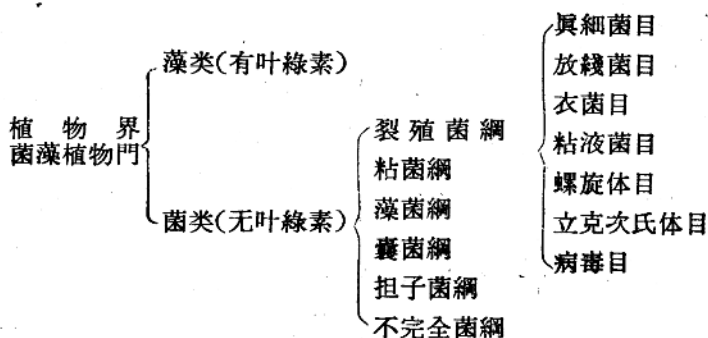 植物界
菌藻植物門
藻类(有叶綠素)
菌类(无叶綠素)
裂殖菌綱
粘菌綱
藻菌綱
囊菌綱
担子菌綱
不完全菌綱
眞細菌目
放綫菌目
衣菌目
粘液菌目
螺旋体目
立克次氏体目
病毒目